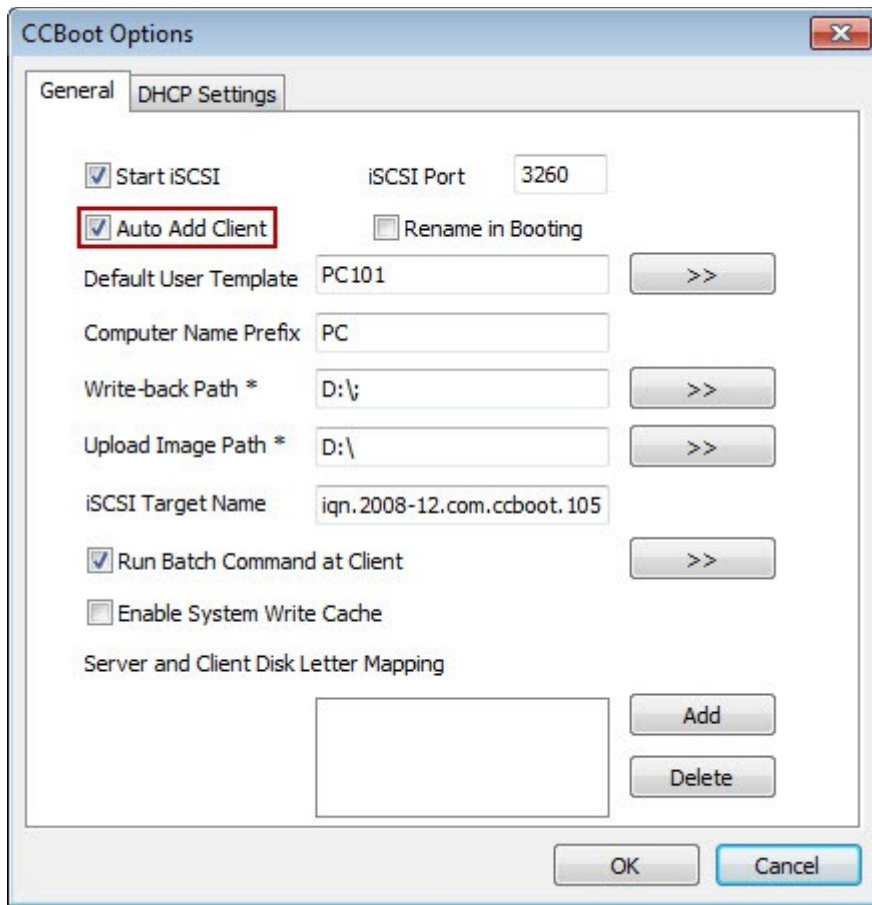 CCBoot Options
General DHCP Settings
Start iSCSI iSCSI Port 3260
Auto Add Client Rename in Booting
Default User Template PC101 >>
Computer Name Prefix PC
Write-back Path * D:\; >>
Upload Image Path * D:\ >>
iSCSI Target Name iqn.2008-12.com.ccboot.105
Run Batch Command at Client >>
Enable System Write Cache
Server and Client Disk Letter Mapping
Add
Delete
OK Cancel